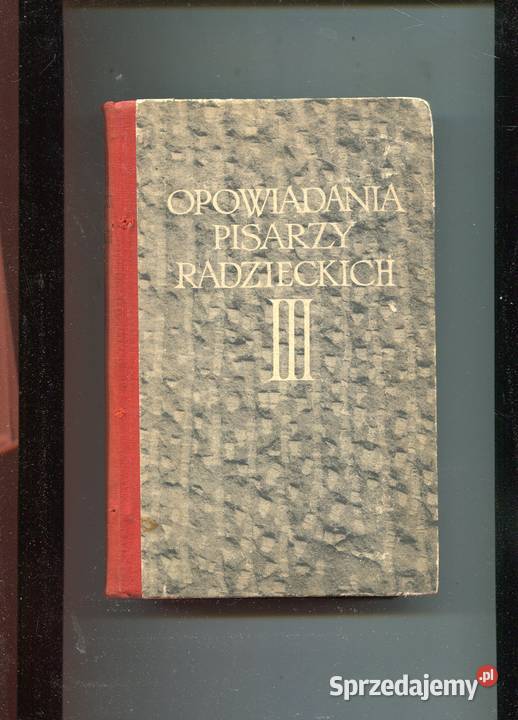 OPOWIADANIA
PISARZY
RADZIECKICH
III
Sprzedajemy.pl